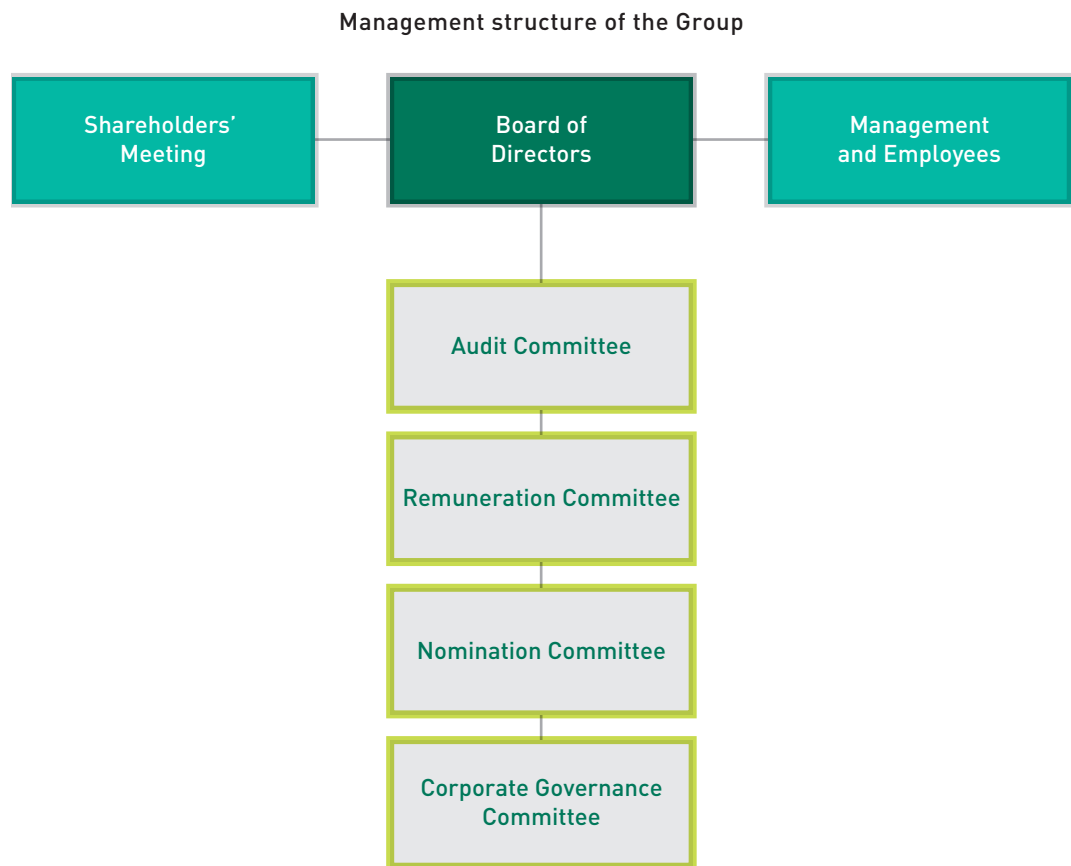 Management structure of the Group
Shareholders’
Meeting
Board of
Directors
Management
and Employees
Audit Committee
Remuneration Committee
Nomination Committee
Corporate Governance
Committee